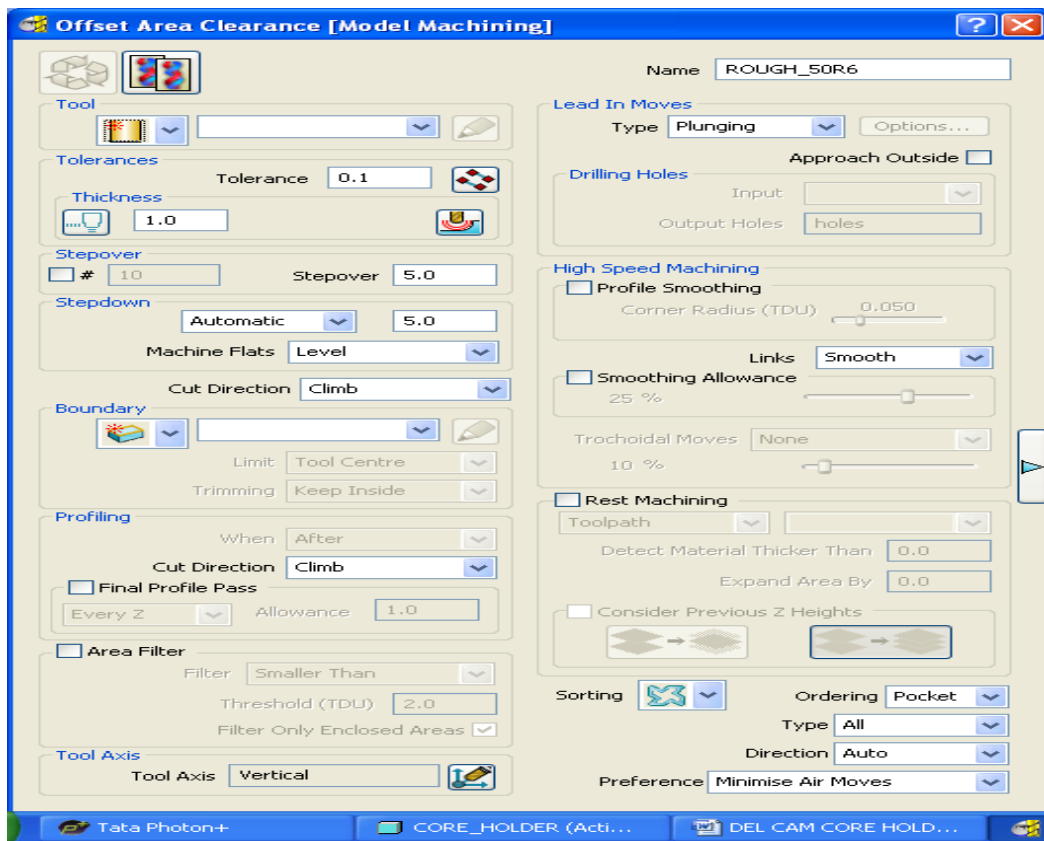 Offset Area Clearance [Model Machining]
Name ROUGH_50R6
Tool
Tolerances
Tolerance 0.1
Thickness
1.0
Stepover
# 10 Stepover 5.0
Stepdown
Automatic 5.0
Machine Flats Level
Cut Direction Climb
Boundary
Limit Tool Centre
Trimming Keep Inside
Profiling
When After
Cut Direction Climb
Final Profile Pass
Every Z Allowance 1.0
Area Filter
Filter Smaller Than
Threshold (TDU) 2.0
Filter Only Enclosed Areas
Tool Axis
Tool Axis Vertical
Lead In Moves
Type Plunging Options...
Approach Outside
Drilling Holes
Input
Output Holes holes
High Speed Machining
Profile Smoothing
Corner Radius (TDU) 0.050
Links Smooth
Smoothing Allowance
25 %
Trochoidal Moves None
10 %
Rest Machining
Toolpath
Detect Material Thicker Than 0.0
Expand Area By 0.0
Consider Previous Z Heights
Sorting Ordering Pocket
Type All
Direction Auto
Preference Minimise Air Moves
Tata Photon+ CORE_HOLDER (Acti... DEL CAM CORE HOLD...